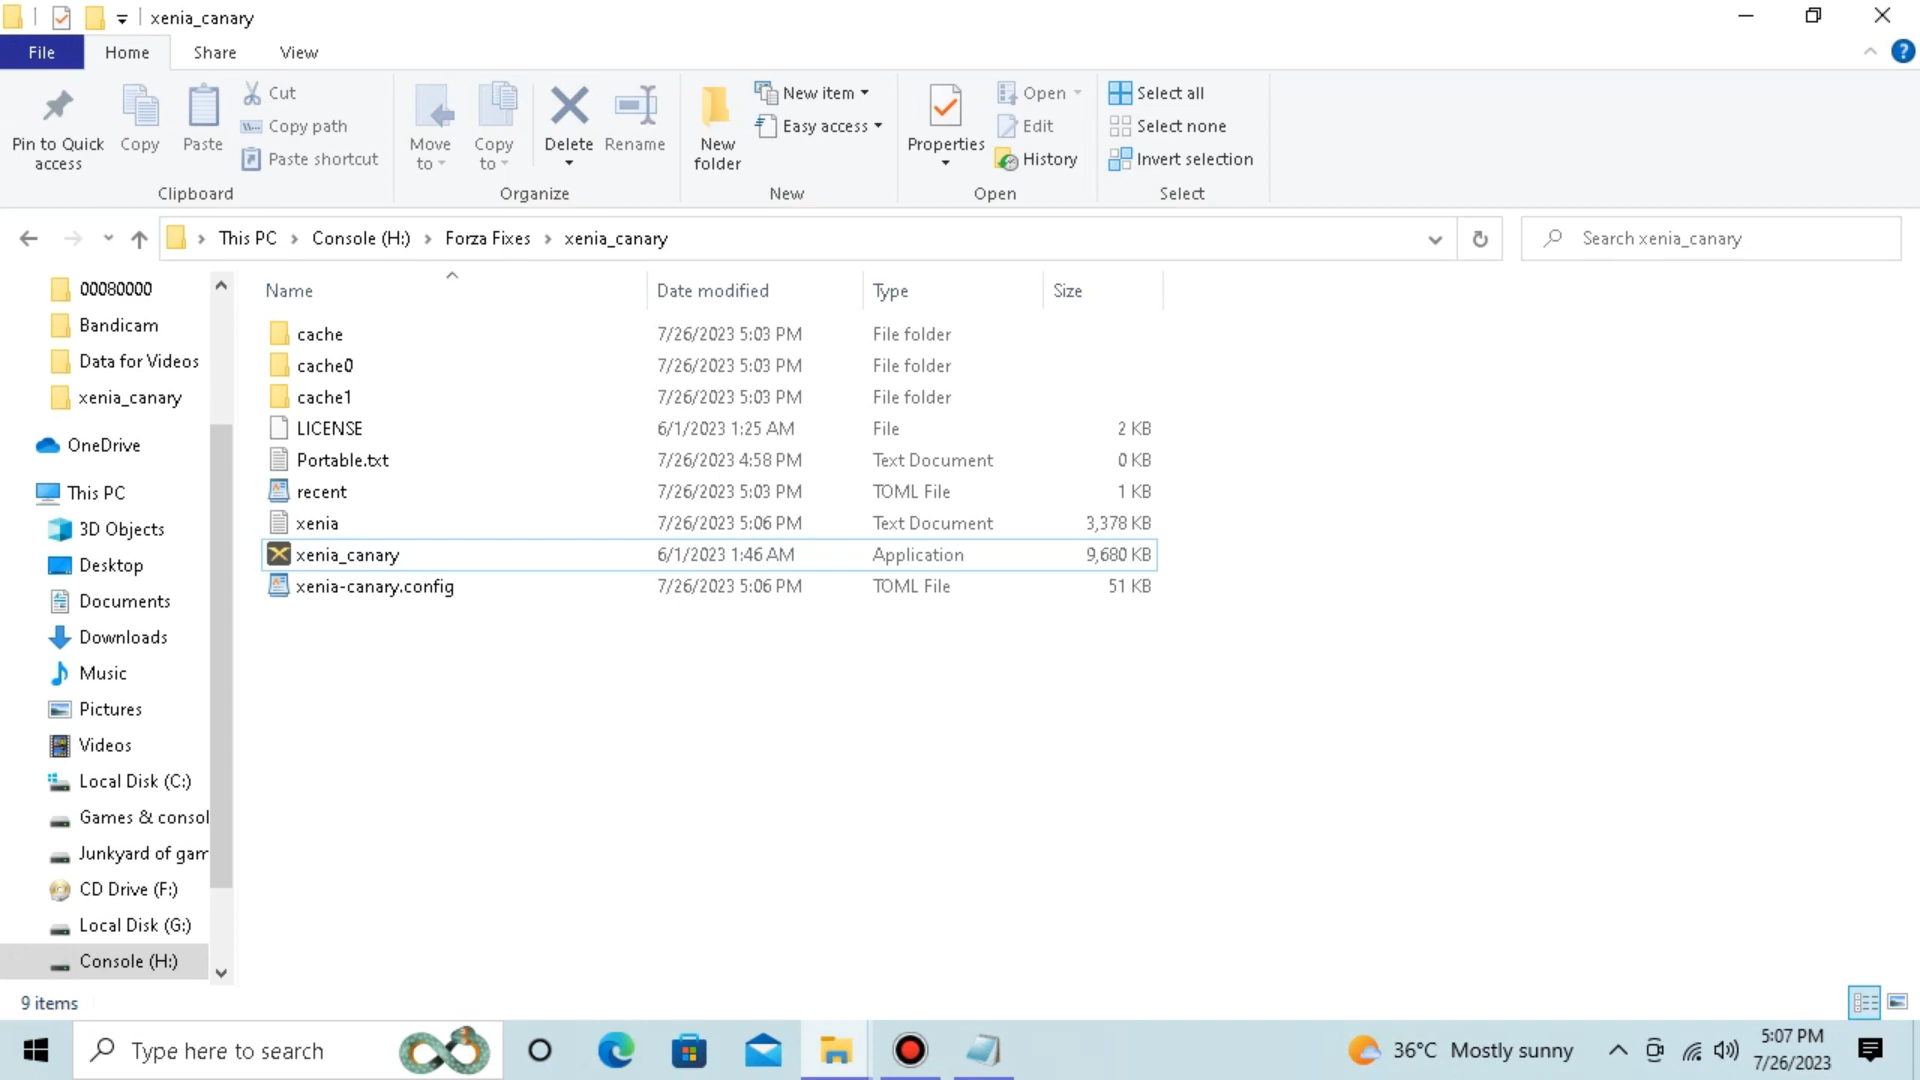 xenia_canary
File Home Share View
Pin to Quick access
Copy
Paste
Cut
Copy path
Paste shortcut
Clipboard
Move to
Copy to
Delete
Rename
Organize
New folder
New item
Easy access
New
Properties
Open
Edit
History
Open
Select all
Select none
Invert selection
Select
This PC Console (H:) Forza Fixes xenia_canary
Search xenia_canary
00080000
Bandicam
Data for Videos
xenia_canary
OneDrive
This PC
3D Objects
Desktop
Documents
Downloads
Music
Pictures
Videos
Local Disk (C:)
Games & consol
Junkyard of gam
CD Drive (F:)
Local Disk (G:)
Console (H:)
Name Date modified Type Size
cache 7/26/2023 5:03 PM File folder
cache0 7/26/2023 5:03 PM File folder
cache1 7/26/2023 5:03 PM File folder
LICENSE 6/1/2023 1:25 AM File 2 KB
Portable.txt 7/26/2023 4:58 PM Text Document 0 KB
recent 7/26/2023 5:03 PM TOML File 1 KB
xenia 7/26/2023 5:06 PM Text Document 3,378 KB
xenia_canary 6/1/2023 1:46 AM Application 9,680 KB
xenia-canary.config 7/26/2023 5:06 PM TOML File 51 KB
9 items
Type here to search
36°C Mostly sunny
5:07 PM
7/26/2023